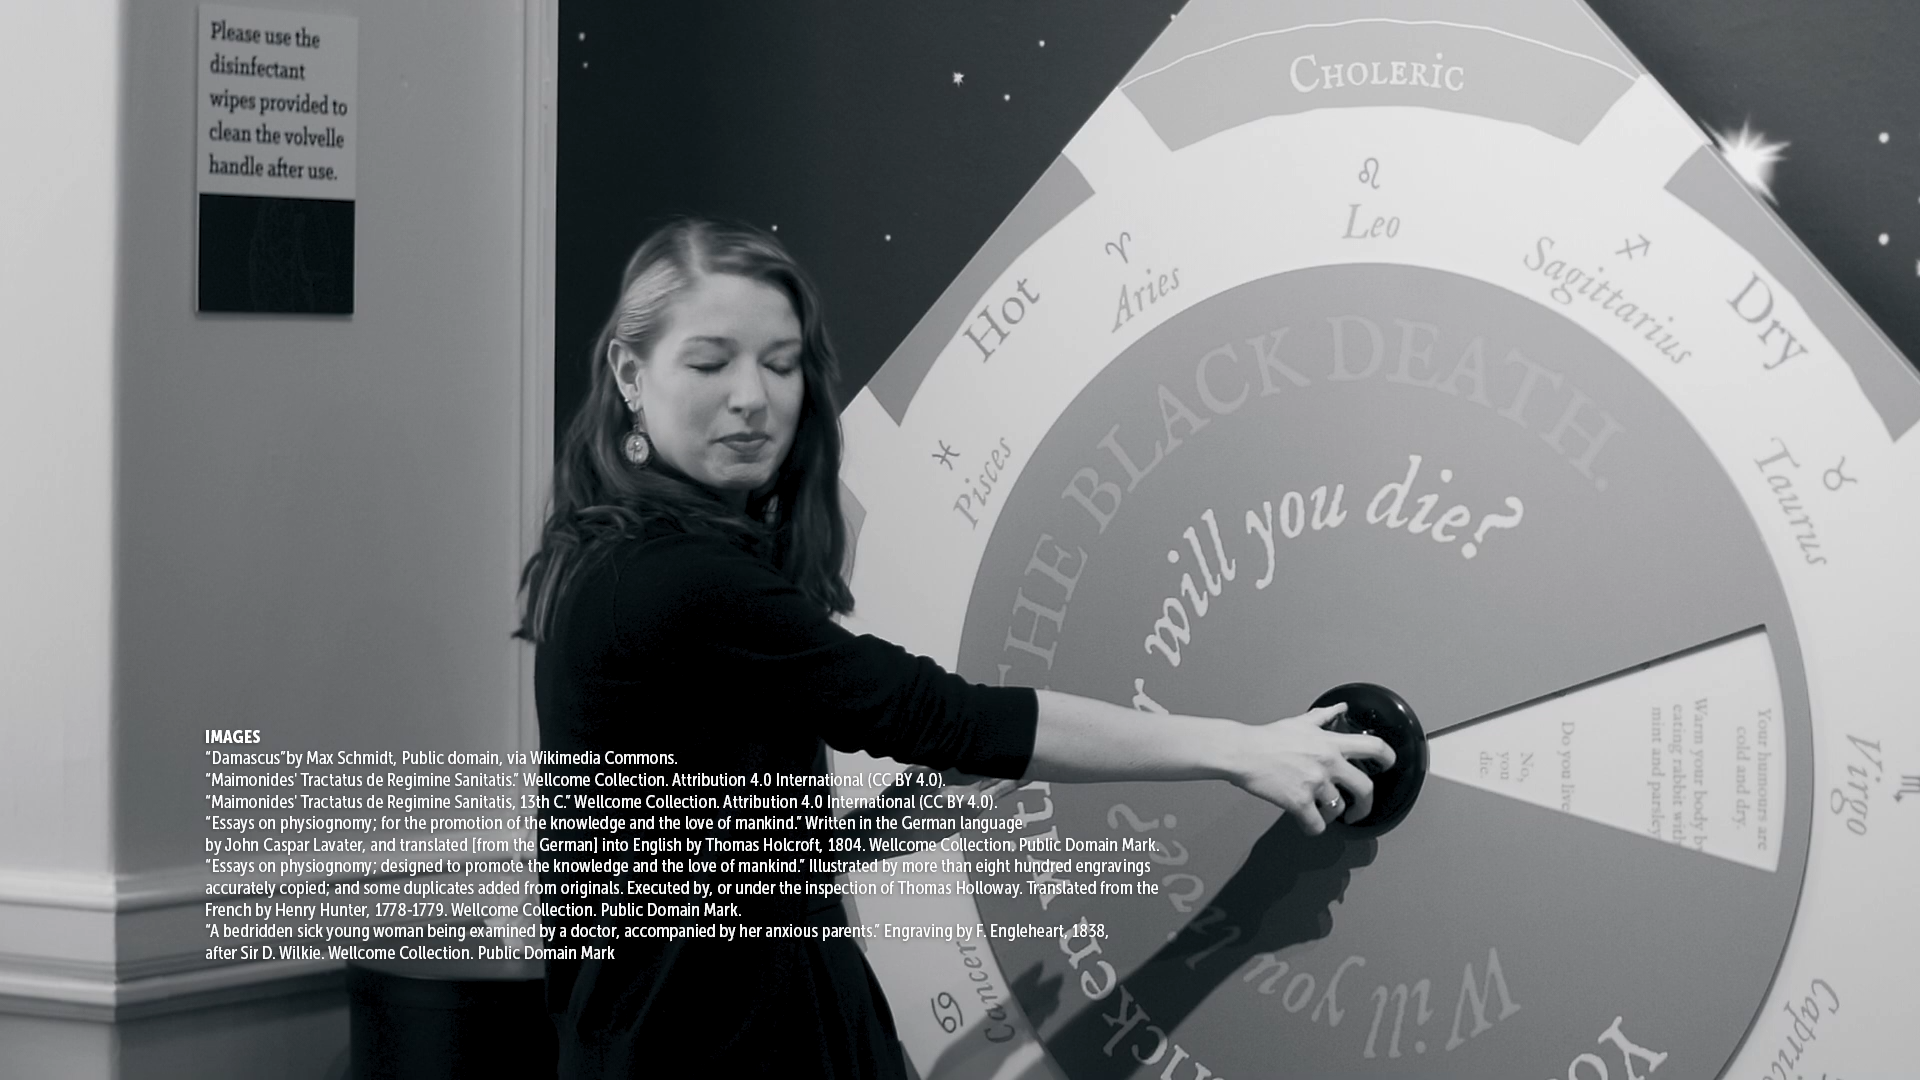 Please use the
disinfectant
wipes provided to
clean the volvelle
handle after use.
CHOLERIC
♌
Leo
♈
Aries
♐
Sagittarius
Hot
Dry
♓
Pisces
♉
Taurus
THE BLACK DEATH.
will you die?
Your humours are
cold and dry.
Warm your body by
eating rabbit with
mint and parsley
Do you live
No,
you
die.
Virgo
♏
Will you live?
♋
Cancer
IMAGES
"Damascus"by Max Schmidt, Public domain, via Wikimedia Commons.
"Maimonides' Tractatus de Regimine Sanitatis." Wellcome Collection. Attribution 4.0 International (CC BY 4.0).
"Maimonides' Tractatus de Regimine Sanitatis, 13th C." Wellcome Collection. Attribution 4.0 International (CC BY 4.0).
"Essays on physiognomy; for the promotion of the knowledge and the love of mankind." Written in the German language
by John Caspar Lavater, and translated [from the German] into English by Thomas Holcroft, 1804. Wellcome Collection. Public Domain Mark.
"Essays on physiognomy; designed to promote the knowledge and the love of mankind." Illustrated by more than eight hundred engravings
accurately copied; and some duplicates added from originals. Executed by, or under the inspection of Thomas Holloway. Translated from the
French by Henry Hunter, 1778-1779. Wellcome Collection. Public Domain Mark.
"A bedridden sick young woman being examined by a doctor, accompanied by her anxious parents." Engraving by F. Engleheart, 1838,
after Sir D. Wilkie. Wellcome Collection. Public Domain Mark